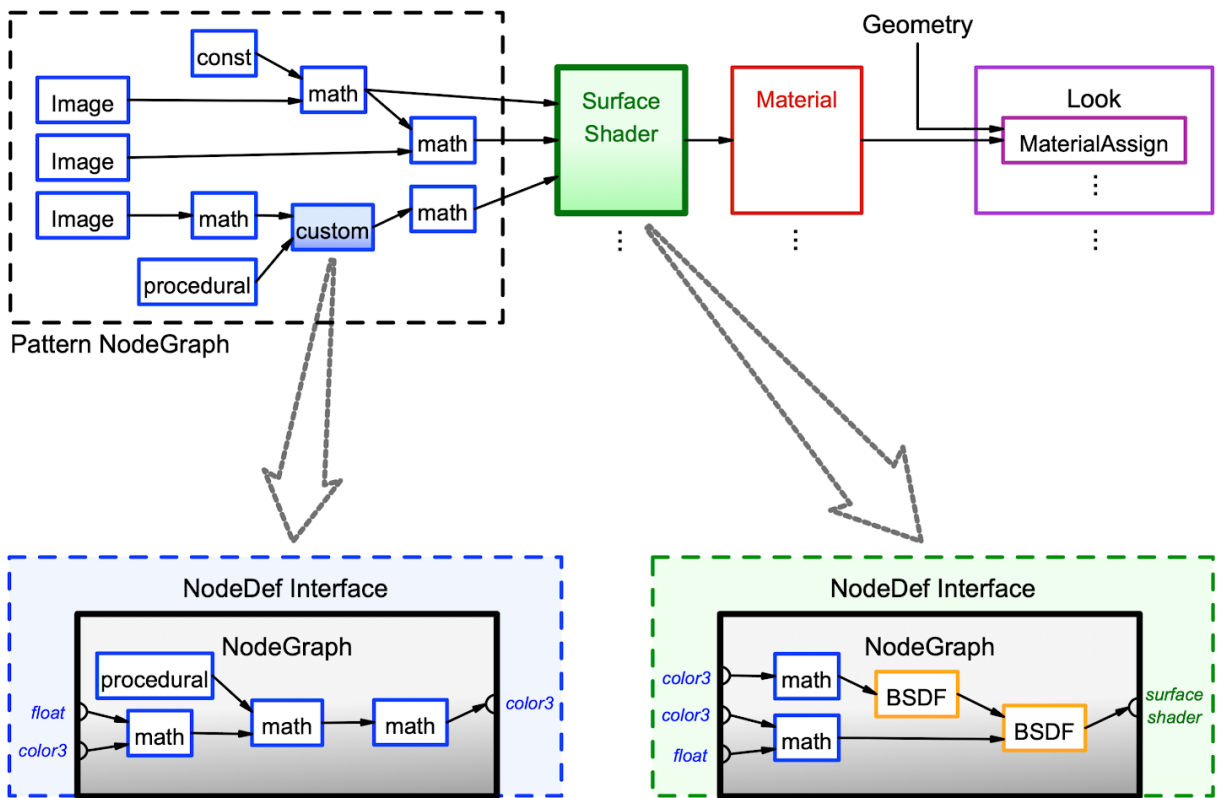 Geometry
const
Image
math
Surface
Shader
Material
Look
Image
math
MaterialAssign
Image
math
custom
math
procedural
Pattern NodeGraph
NodeDef Interface
NodeGraph
procedural
float
color3
math
math
math
color3
NodeDef Interface
NodeGraph
color3
color3
float
math
math
BSDF
BSDF
surface
shader